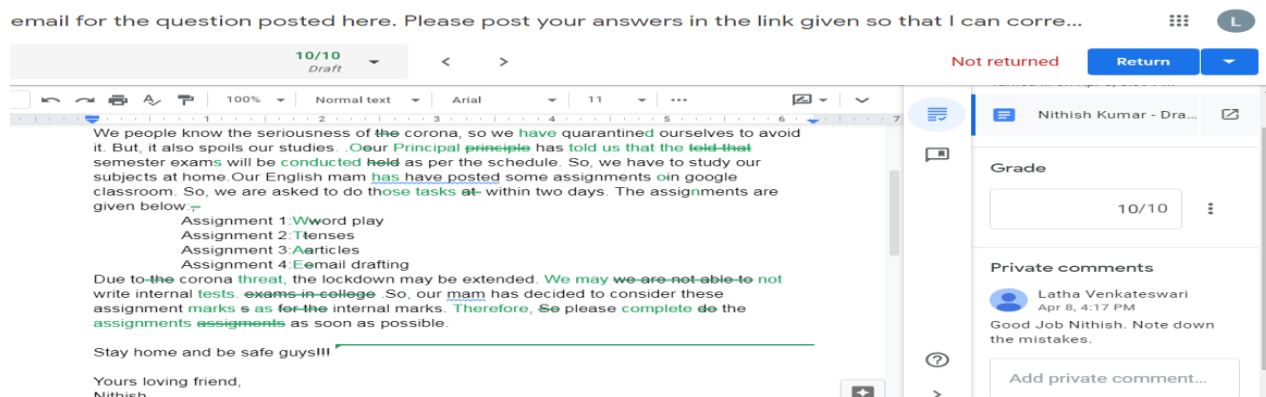 email for the question posted here. Please post your answers in the link given so that I can corre...
L
10/10
Draft
Not returned
Return
100%
Normal text
Arial
11
1 2 3 4 5 6 7
We people know the seriousness of the corona, so we have quarantined ourselves to avoid
it. But, it also spoils our studies. .Oour Principal principle has told us that the told that
semester exams will be conducted held as per the schedule. So, we have to study our
subjects at home.Our English mam has have posted some assignments oin google
classroom. So, we are asked to do those tasks at within two days. The assignments are
given below:-
Assignment 1:Wword play
Assignment 2:Ttenses
Assignment 3:Aarticles
Assignment 4:Eemail drafting
Due to the corona threat, the lockdown may be extended. We may we are not able to not
write internal tests. exams in college .So, our mam has decided to consider these
assignment marks s as for the internal marks. Therefore, So please complete do the
assignments assigments as soon as possible.
Stay home and be safe guys!!!
Yours loving friend,
Nithish
Nithish Kumar - Dra...
Grade
10/10
Private comments
Latha Venkateswari
Apr 8, 4:17 PM
Good Job Nithish. Note down
the mistakes.
Add private comment...